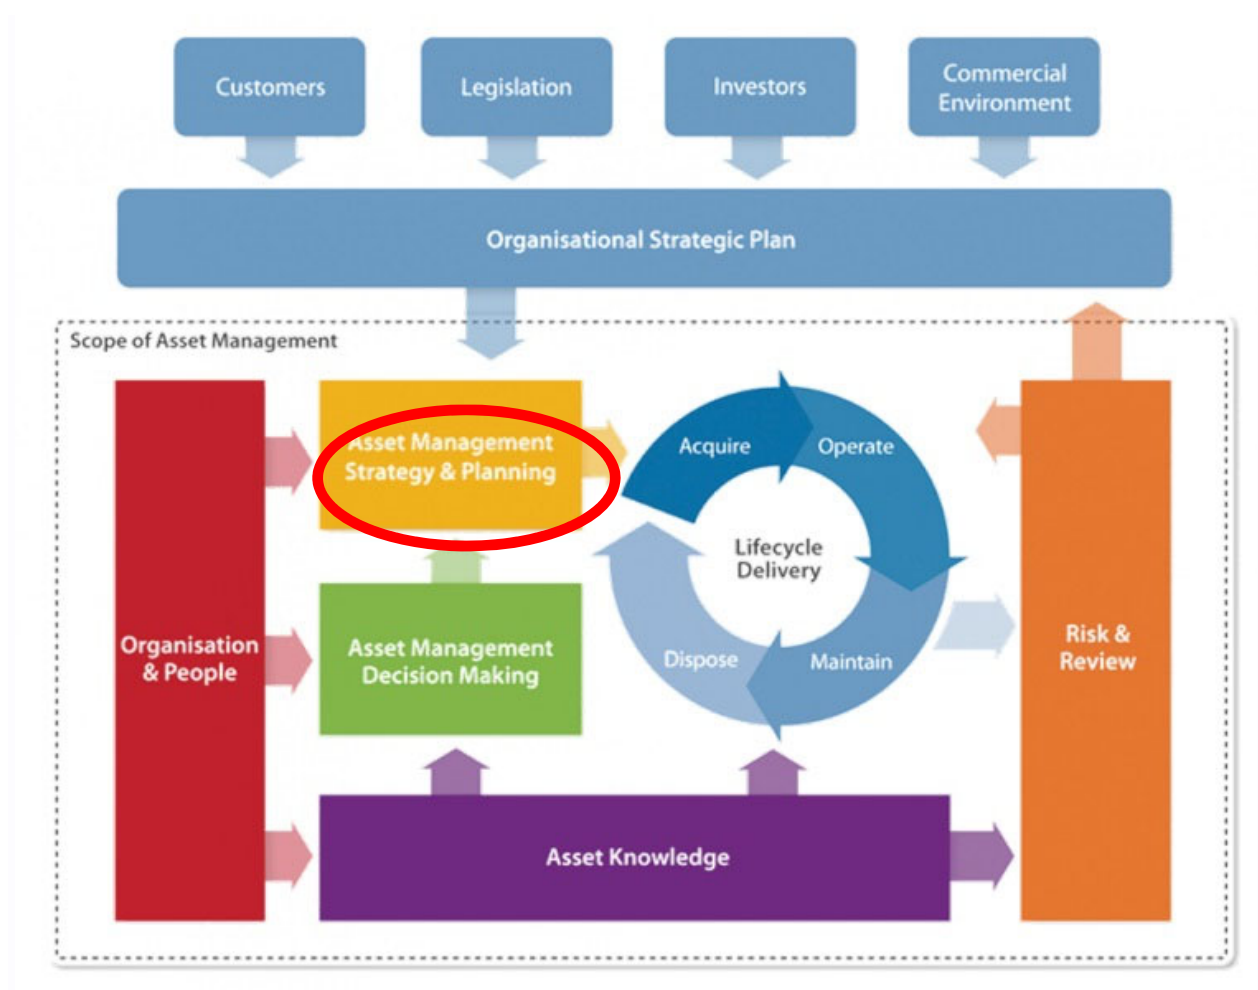 Customers
Legislation
Investors
Commercial
Environment
Organisational Strategic Plan
Scope of Asset Management
Asset Management
Strategy & Planning
Acquire
Operate
Lifecycle
Delivery
Organisation
& People
Asset Management
Decision Making
Dispose
Maintain
Risk &
Review
Asset Knowledge